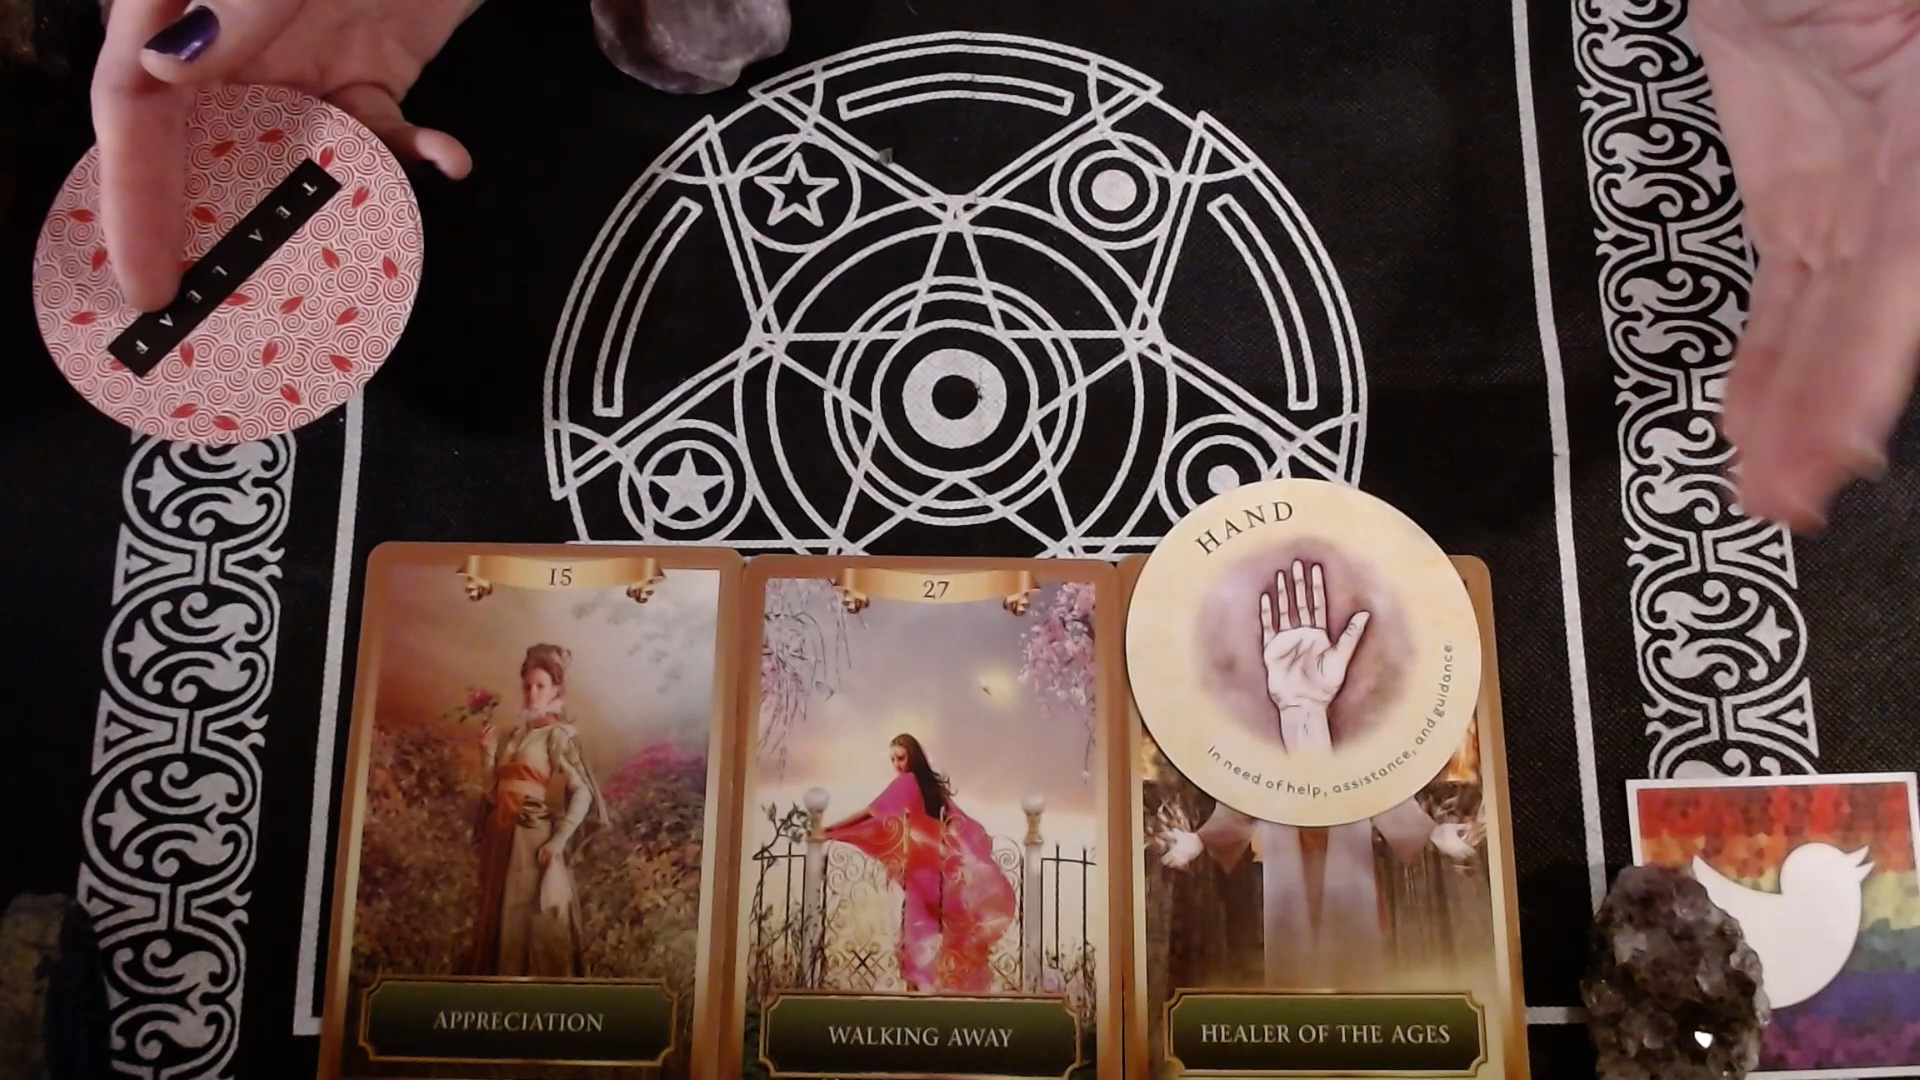 TEA LEAF
HAND
In need of help, assistance, and guidance.
15
27
APPRECIATION
WALKING AWAY
HEALER OF THE AGES